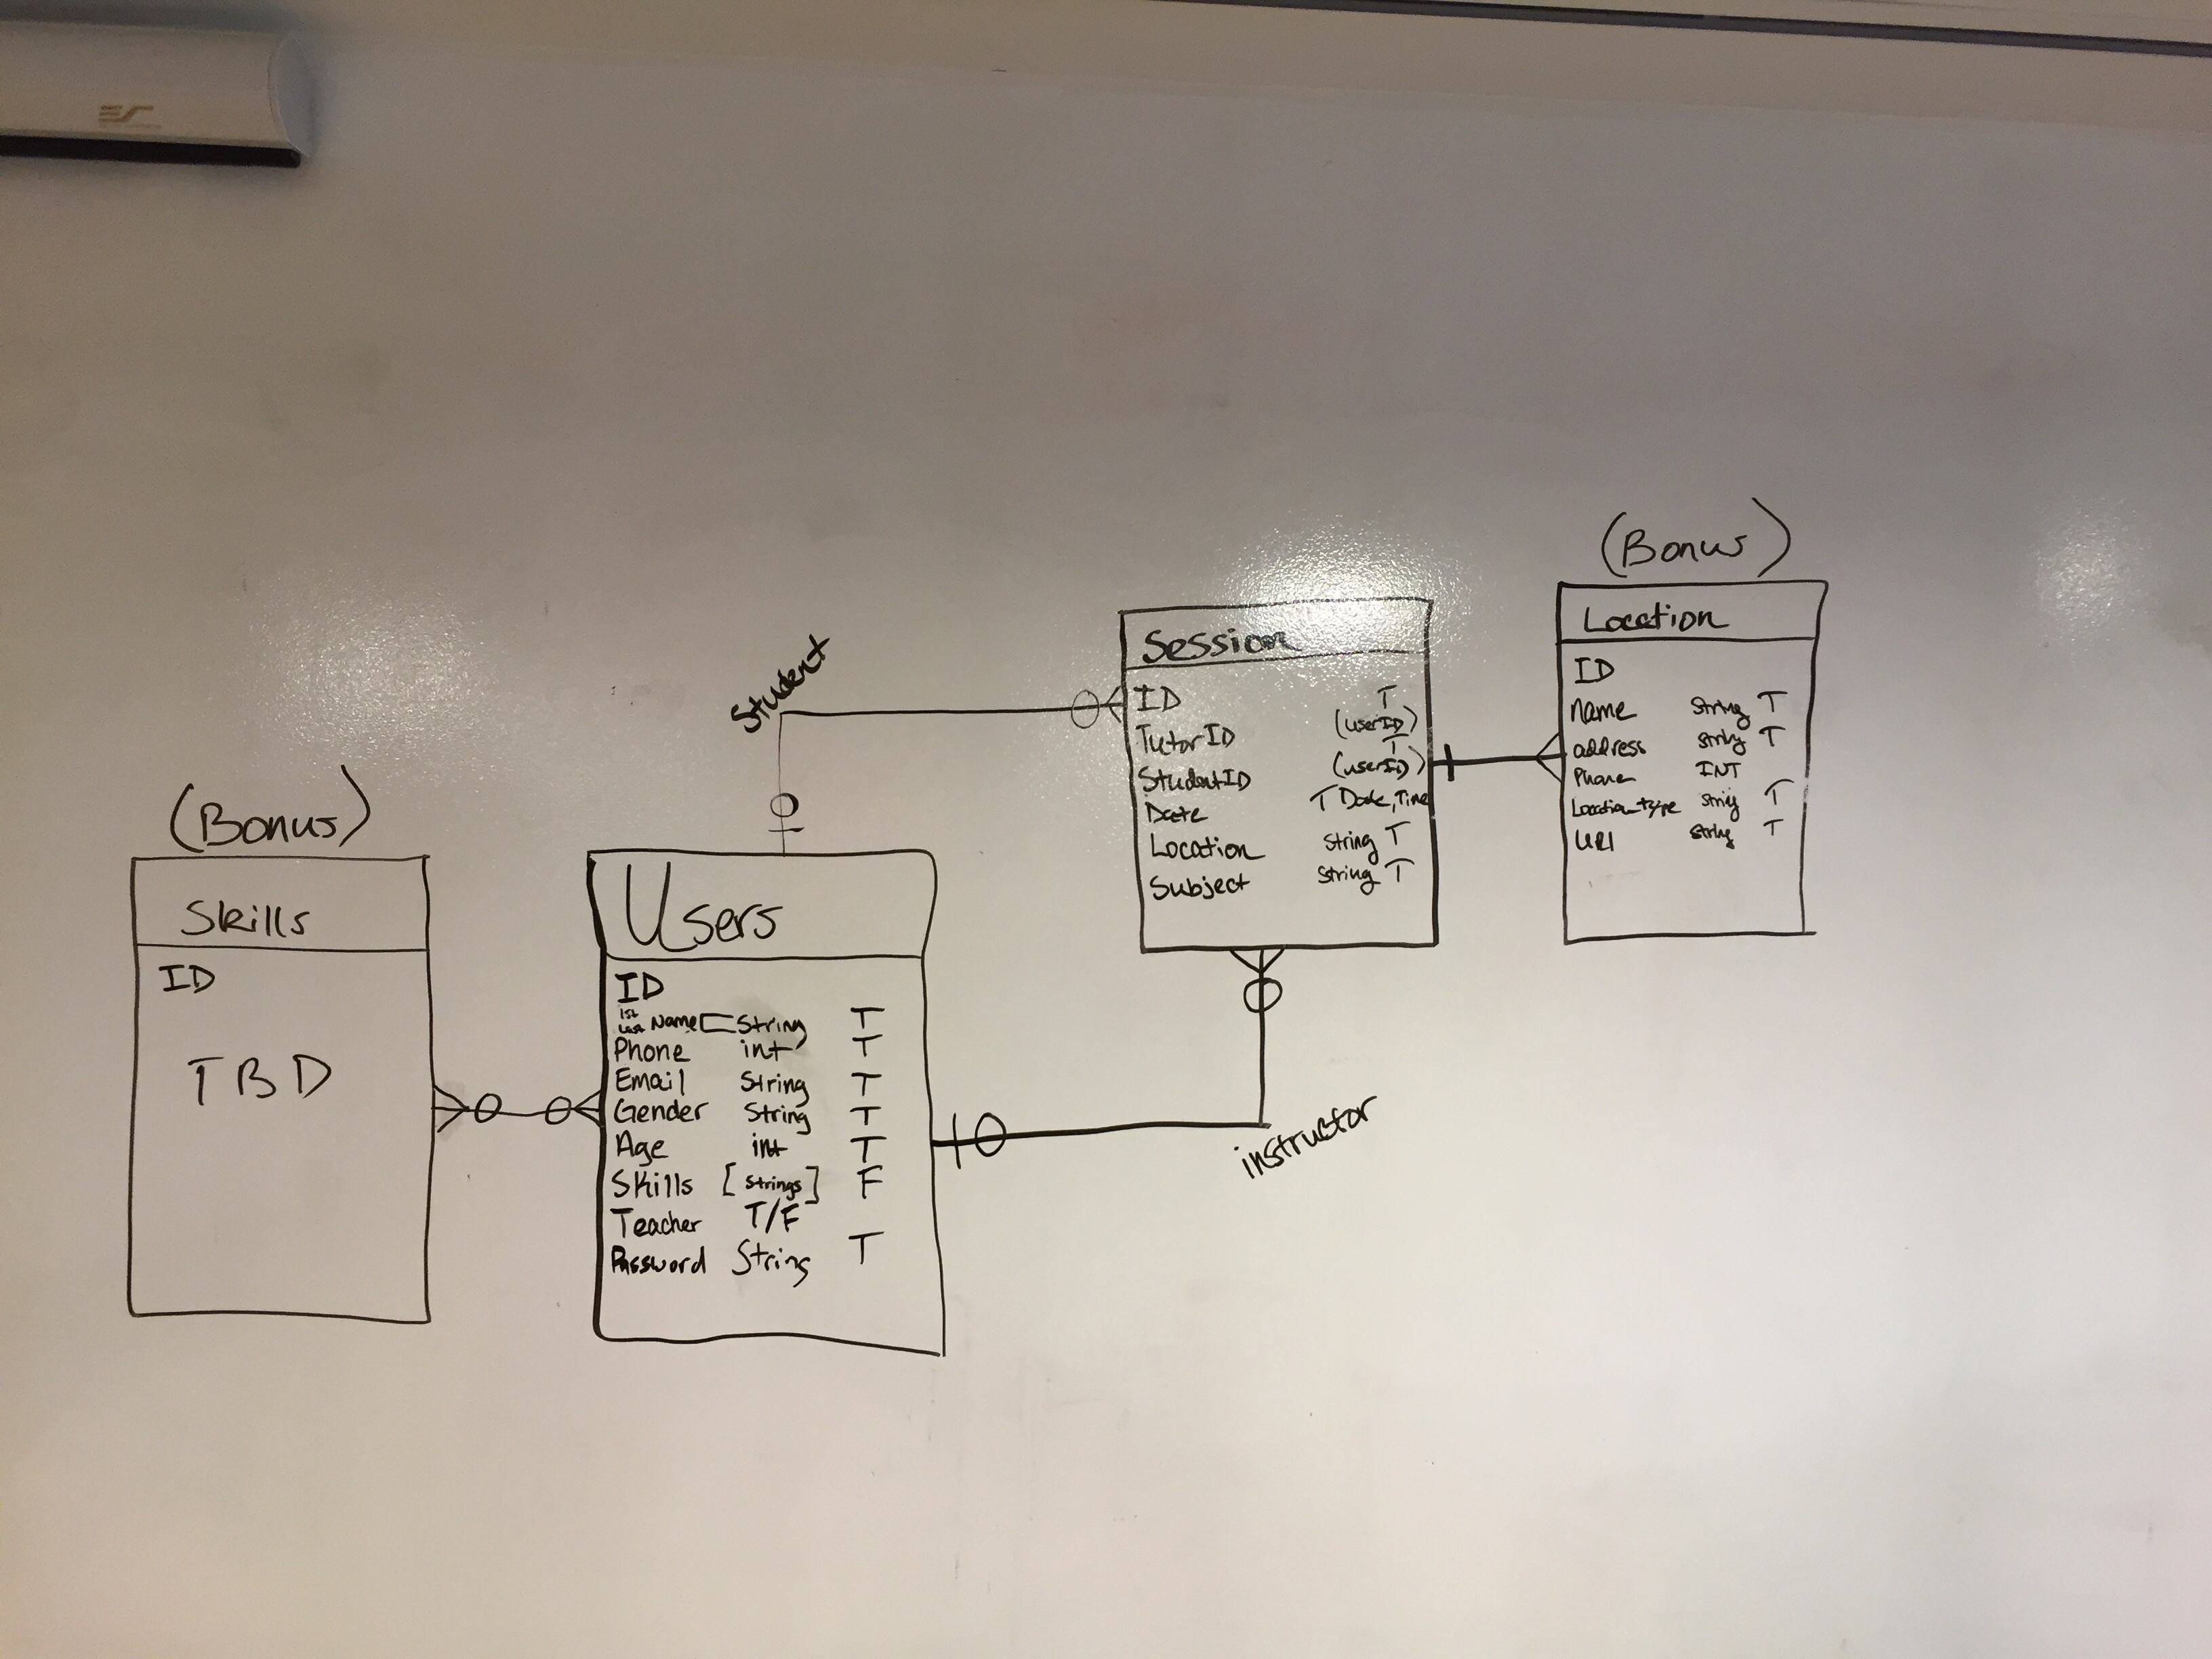 (Bonus)
Skills
ID
TBD
Student
Users
ID
1st
Last Name String T
Phone int T
Email String T
Gender String T
Age int T
Skills [Strings] F
Teacher T/F
Password String T
instructor
Session
ID T
TutorID (userID)
T
StudentID (userID)
Date T Date, Time
Location String T
Subject String T
(Bonus)
Location
ID
Name String T
address String T
Phone INT
Location_type String T
URl String T
ES